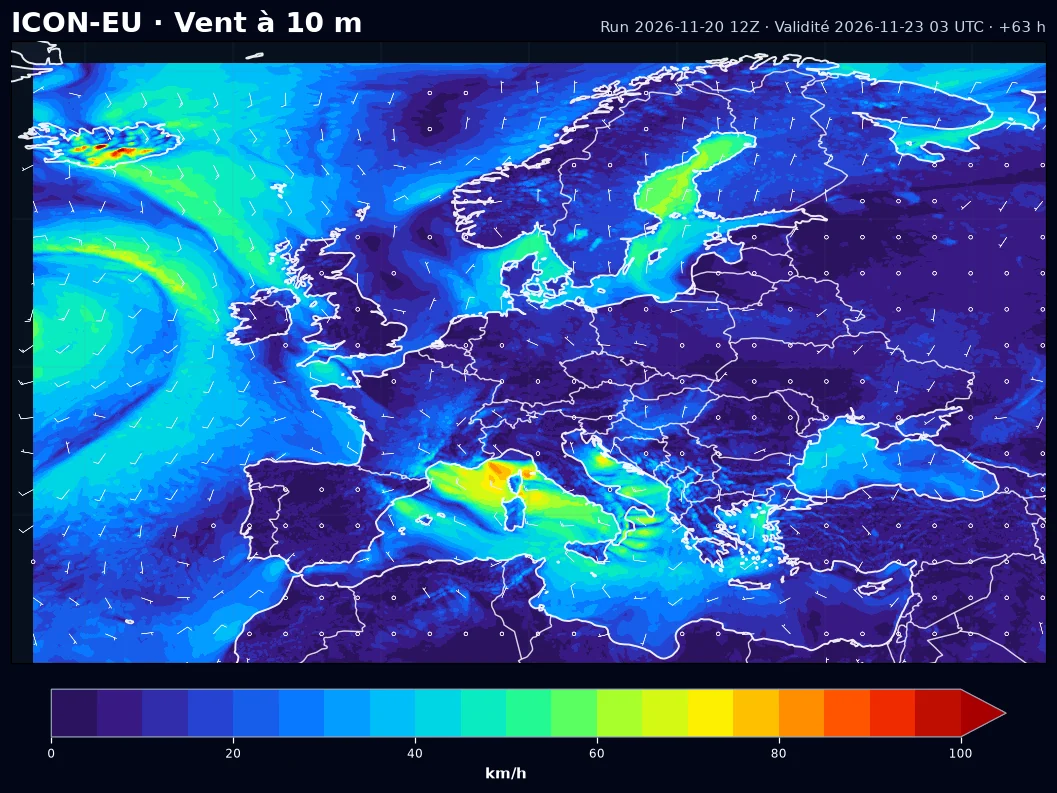 ICON-EU · Vent à 10 m
Run 2026-11-20 12Z · Validité 2026-11-23 03 UTC · +63 h
0 20 40 60 80 100
km/h